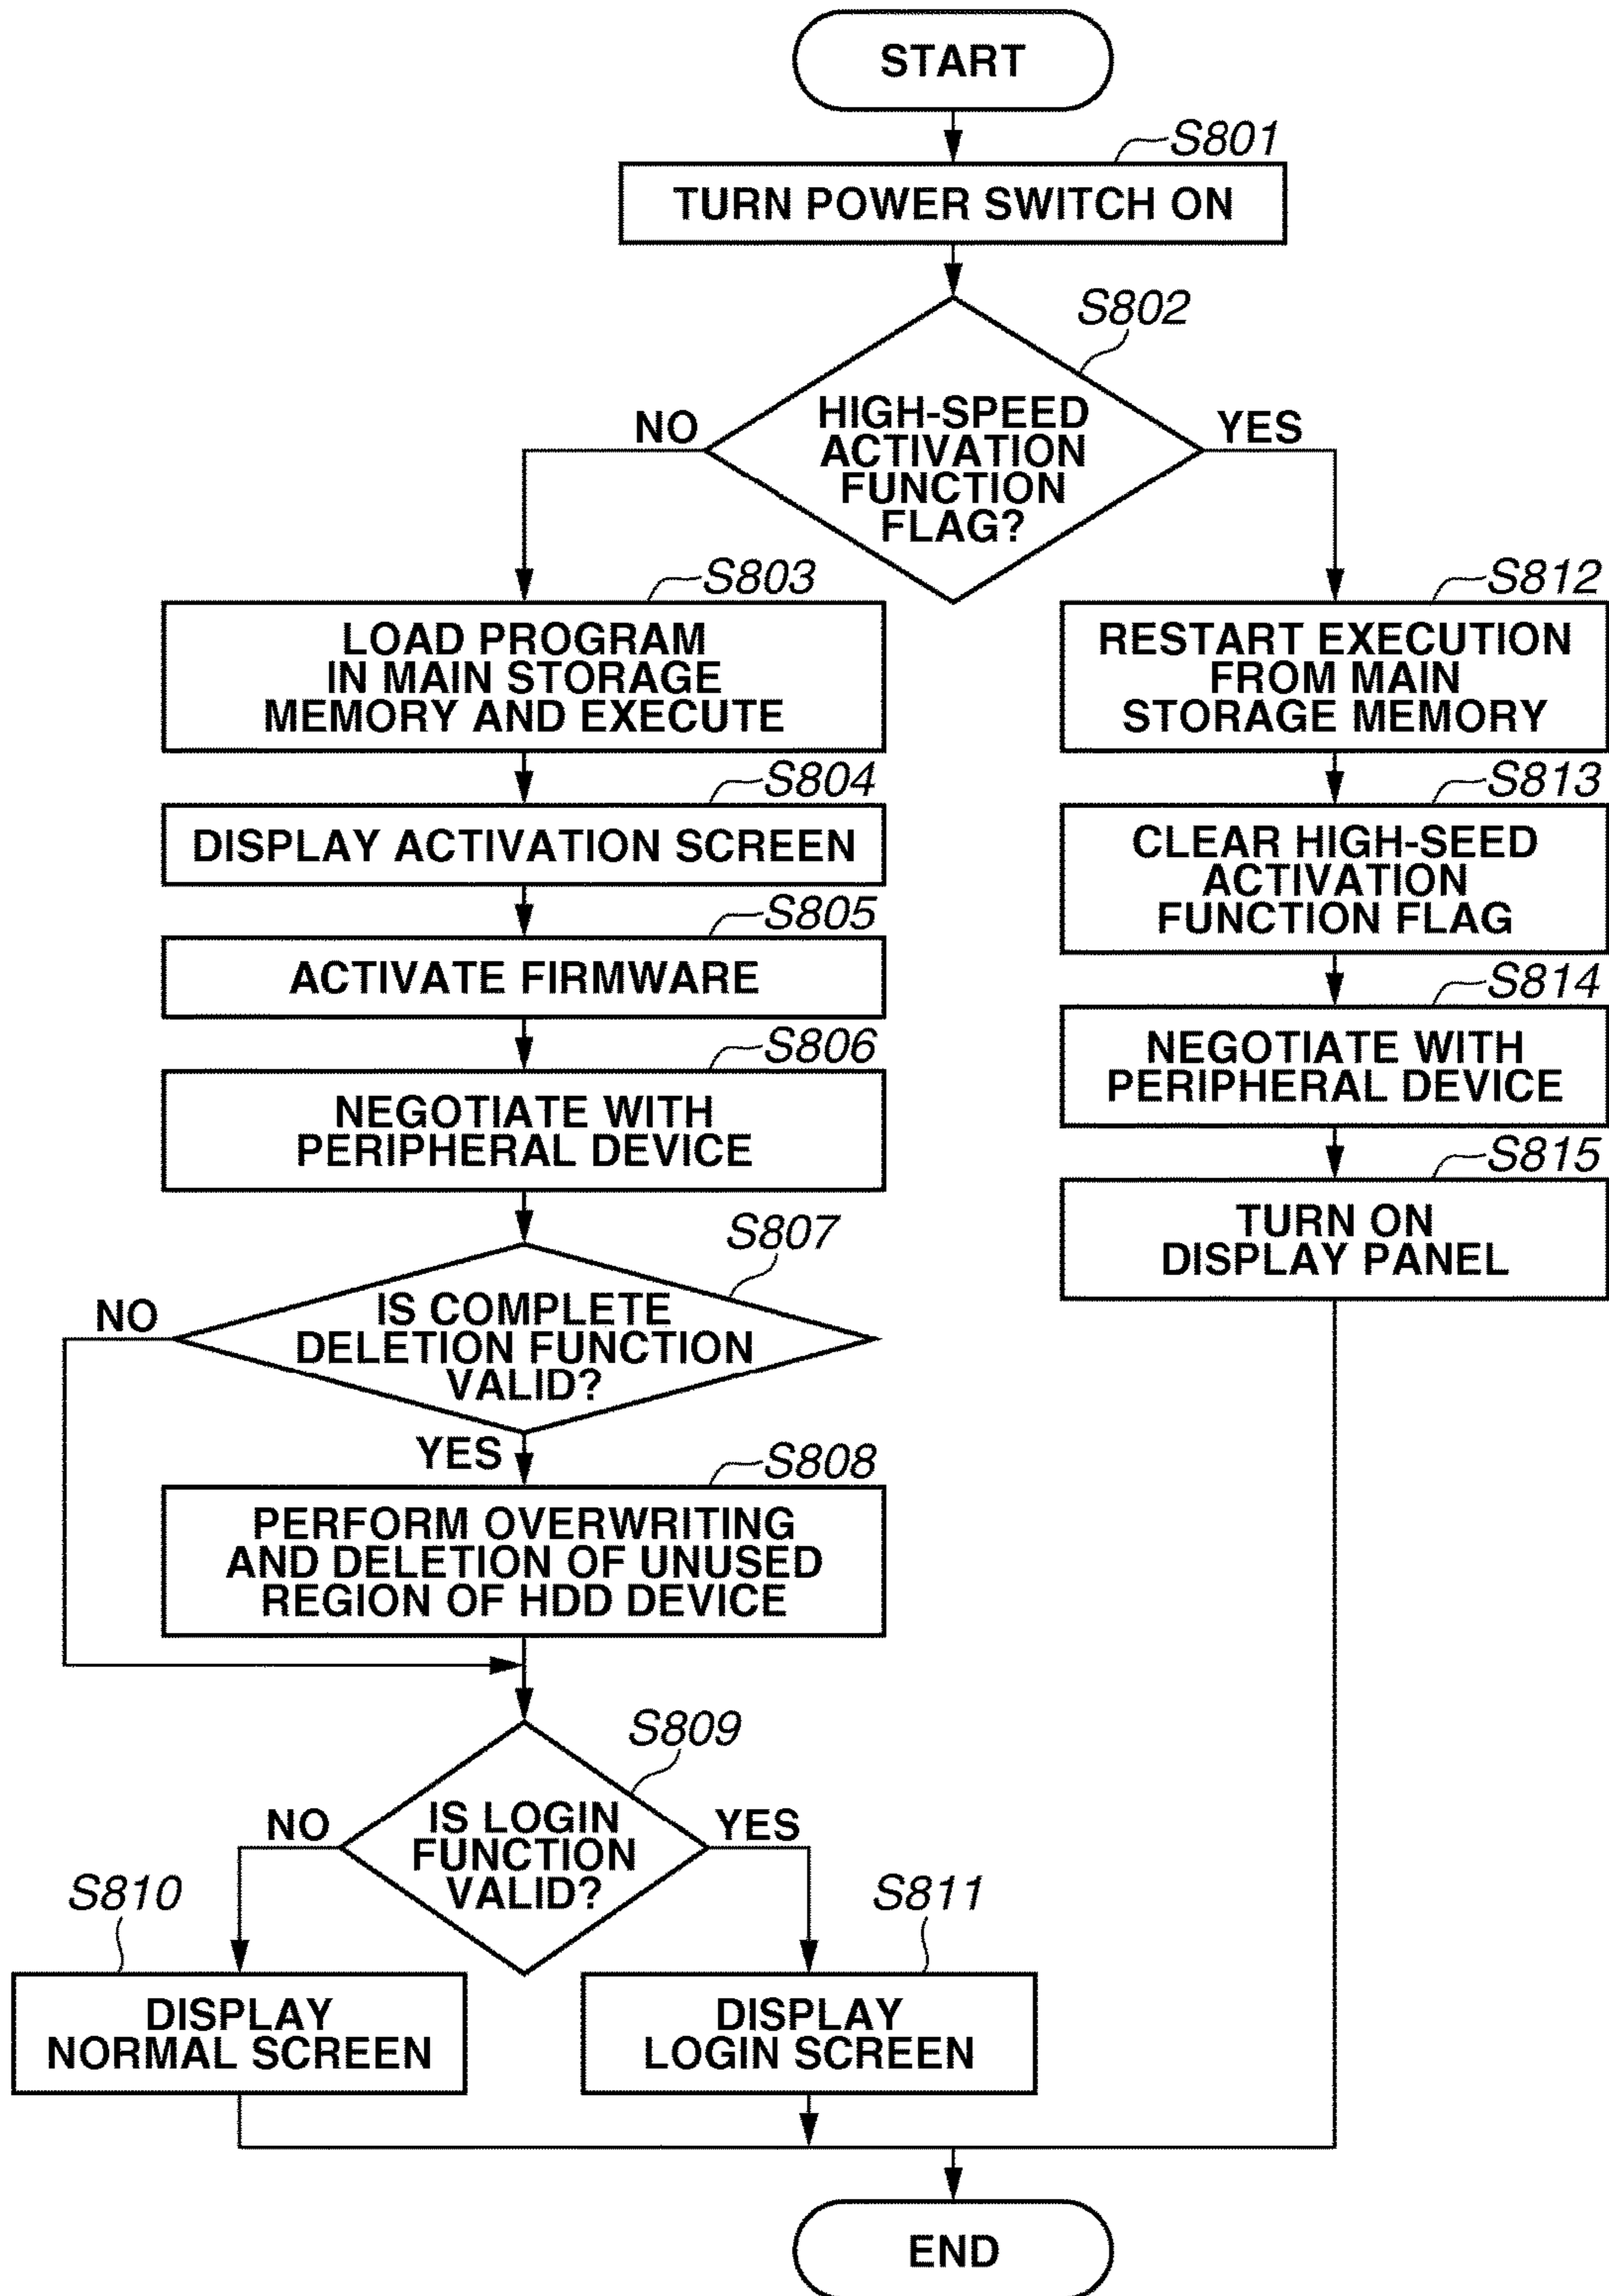 START
S801
TURN POWER SWITCH ON
S802
HIGH-SPEED
ACTIVATION
FUNCTION
FLAG?
NO
YES
S803
LOAD PROGRAM
IN MAIN STORAGE
MEMORY AND EXECUTE
S804
DISPLAY ACTIVATION SCREEN
S805
ACTIVATE FIRMWARE
S806
NEGOTIATE WITH
PERIPHERAL DEVICE
S807
IS COMPLETE
DELETION FUNCTION
VALID?
NO
YES
S808
PERFORM OVERWRITING
AND DELETION OF UNUSED
REGION OF HDD DEVICE
S809
IS LOGIN
FUNCTION
VALID?
NO
YES
S810
DISPLAY
NORMAL SCREEN
S811
DISPLAY
LOGIN SCREEN
S812
RESTART EXECUTION
FROM MAIN
STORAGE MEMORY
S813
CLEAR HIGH-SEED
ACTIVATION
FUNCTION FLAG
S814
NEGOTIATE WITH
PERIPHERAL DEVICE
S815
TURN ON
DISPLAY PANEL
END